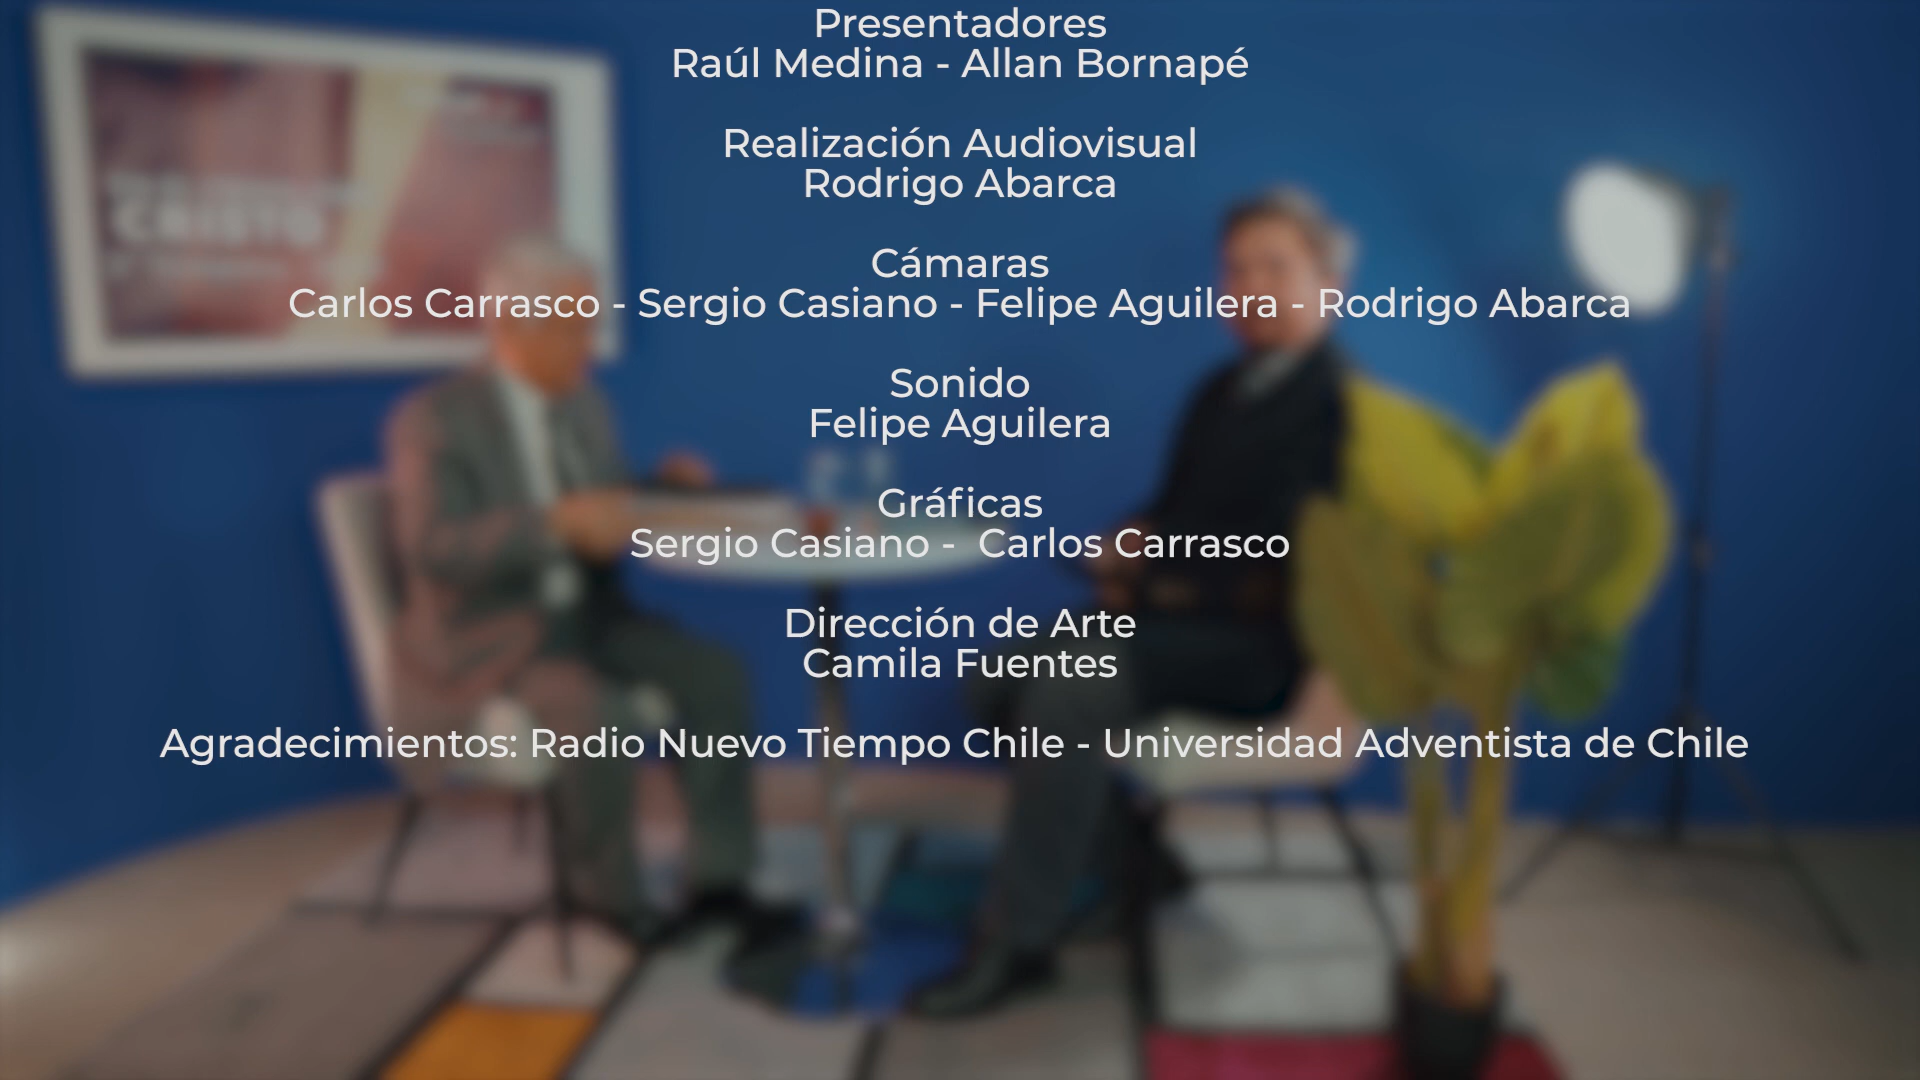 Presentadores
Raúl Medina - Allan Bornapé
Realización Audiovisual
Rodrigo Abarca
Cámaras
Carlos Carrasco - Sergio Casiano - Felipe Aguilera - Rodrigo Abarca
Sonido
Felipe Aguilera
Gráficas
Sergio Casiano -  Carlos Carrasco
Dirección de Arte
Camila Fuentes
Agradecimientos: Radio Nuevo Tiempo Chile - Universidad Adventista de Chile
CRISTO